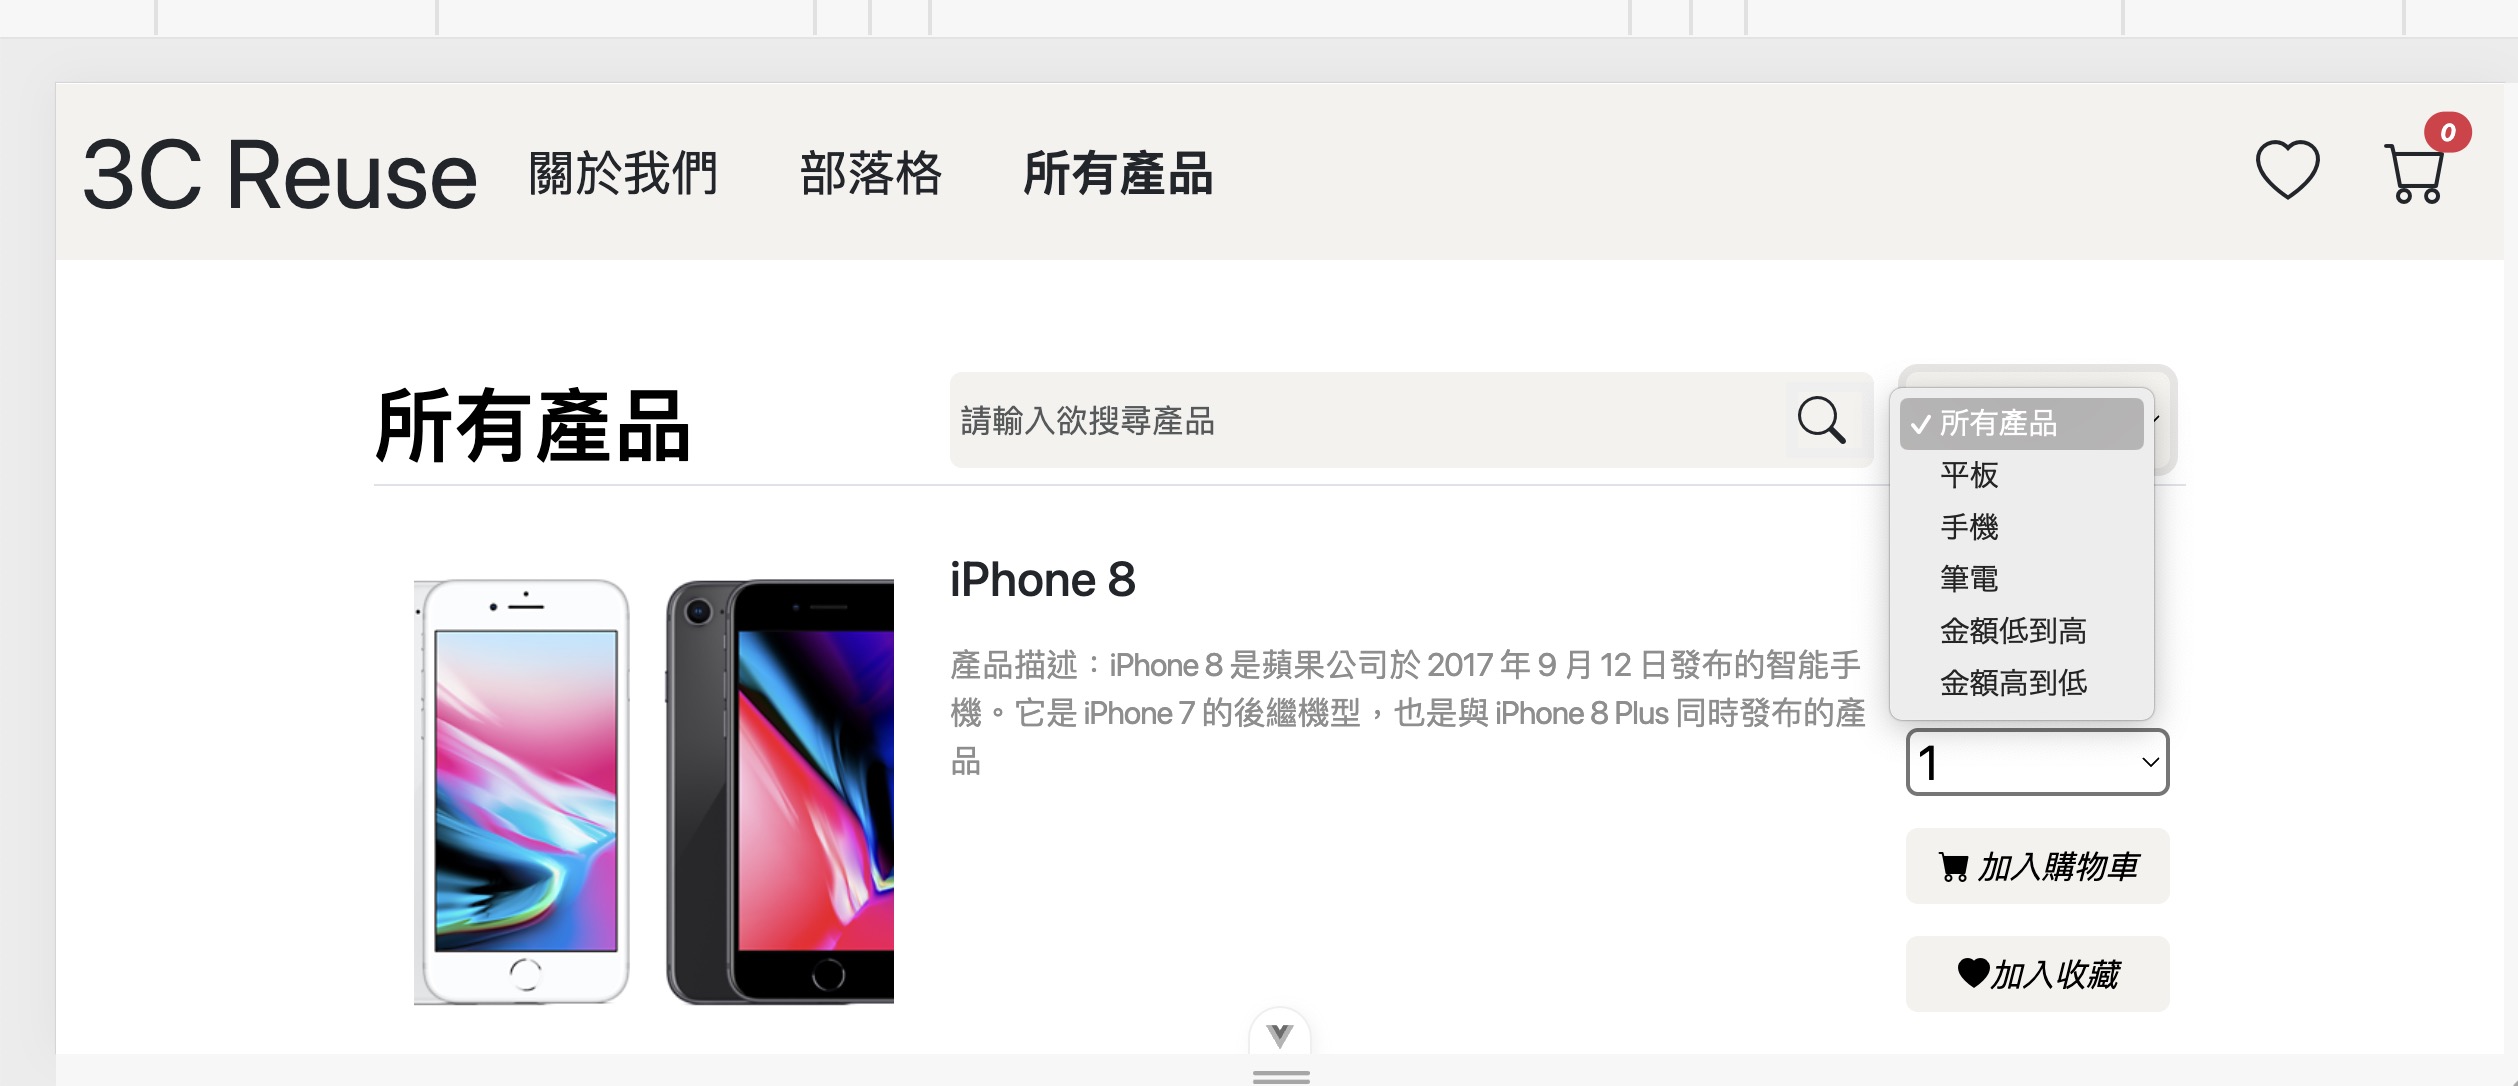 3C Reuse
關於我們
部落格
所有產品
0
所有產品
請輸入欲搜尋產品
所有產品
平板
手機
筆電
金額低到高
金額高到低
iPhone 8
產品描述：iPhone 8 是蘋果公司於 2017 年 9 月 12 日發布的智能手
機。它是 iPhone 7 的後繼機型，也是與 iPhone 8 Plus 同時發布的產
品
1
加入購物車
加入收藏